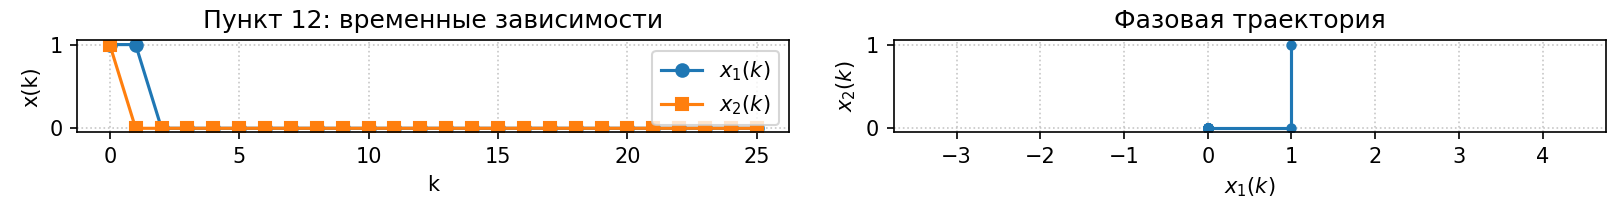 Пункт 12: временные зависимости
x(k)
1
0
x₁(k)
x₂(k)
0 5 10 15 20 25
k
Фазовая траектория
x₂(k)
1
0
−3 −2 −1 0 1 2 3 4
x₁(k)